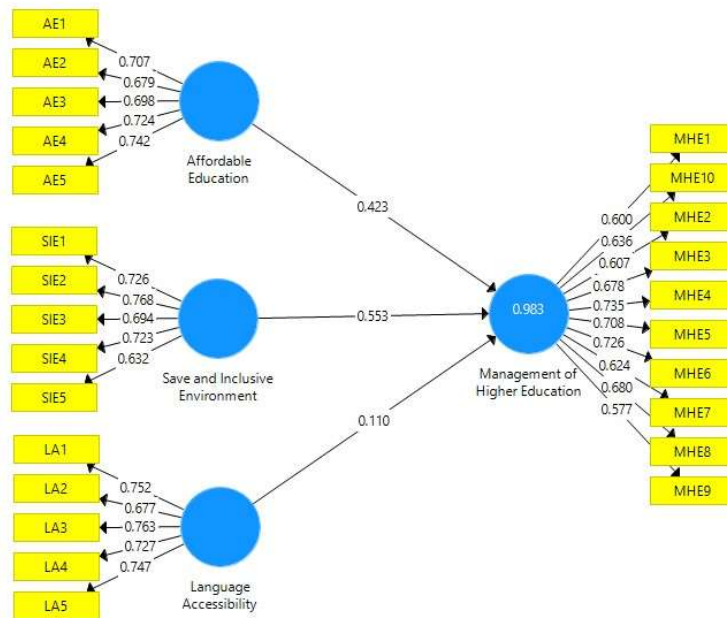 AE1
AE2
AE3
AE4
AE5
0.707
0.679
0.698
0.724
0.742
Affordable
Education
SIE1
SIE2
SIE3
SIE4
SIE5
0.726
0.768
0.694
0.723
0.632
Save and Inclusive
Environment
LA1
LA2
LA3
LA4
LA5
0.752
0.677
0.763
0.727
0.747
Language
Accessibility
0.423
0.553
0.110
0.983
Management of
Higher Education
0.600
0.636
0.607
0.678
0.735
0.708
0.726
0.624
0.680
0.577
MHE1
MHE10
MHE2
MHE3
MHE4
MHE5
MHE6
MHE7
MHE8
MHE9